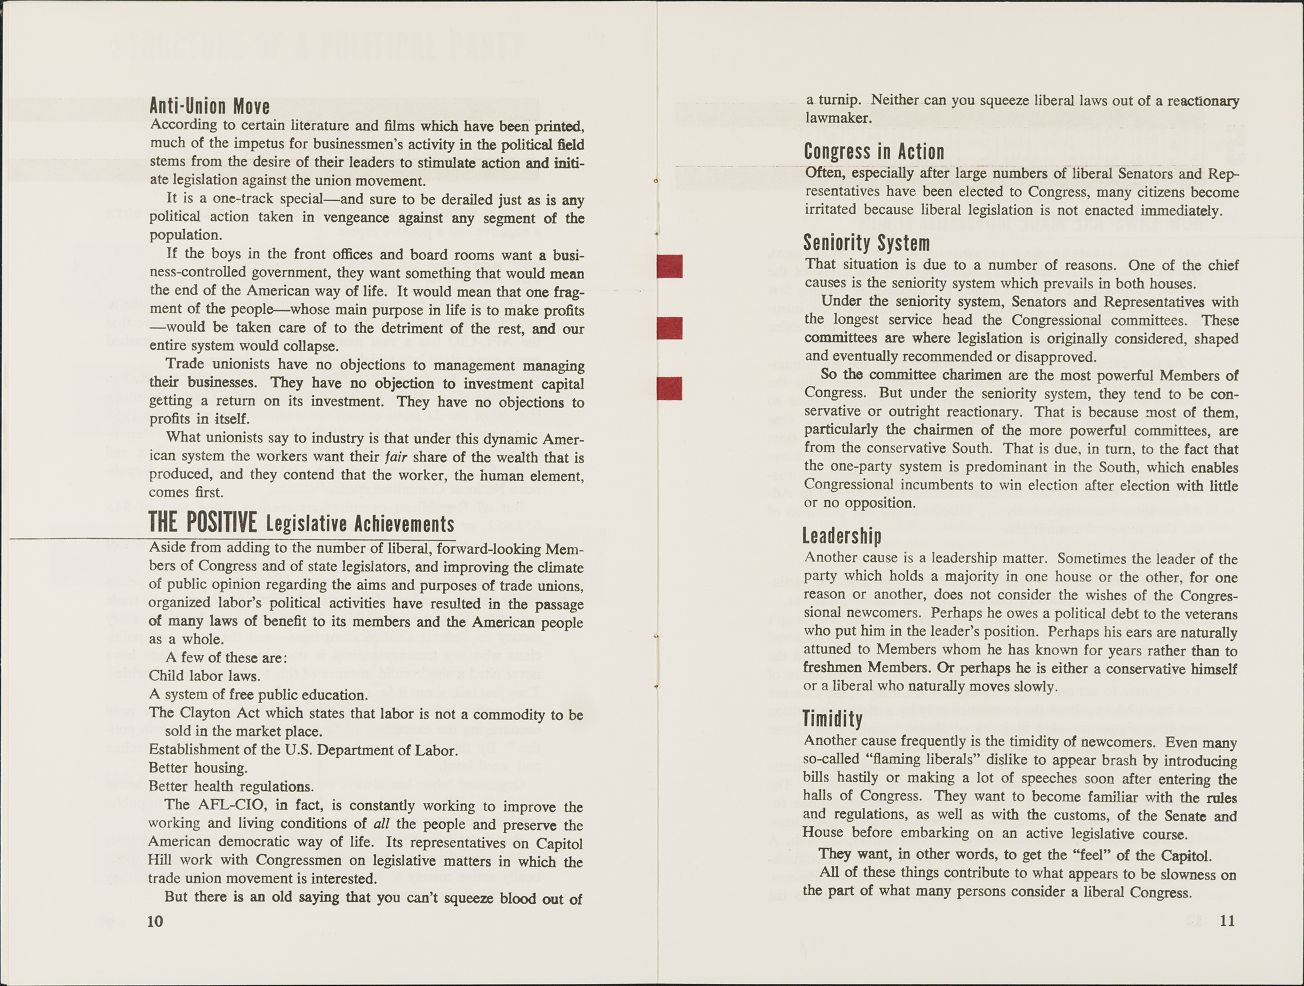 Anti-Union Move
According to certain literature and films which have been printed,
much of the impetus for businessmen's activity in the political field
stems from the desire of their leaders to stimulate action and initi-
ate legislation against the union movement.
It is a one-track special—and sure to be derailed just as is any
political action taken in vengeance against any segment of the
population.
If the boys in the front offices and board rooms want a busi-
ness-controlled government, they want something that would mean
the end of the American way of life. It would mean that one frag-
ment of the people—whose main purpose in life is to make profits
—would be taken care of to the detriment of the rest, and our
entire system would collapse.
Trade unionists have no objections to management managing
their businesses. They have no objection to investment capital
getting a return on its investment. They have no objections to
profits in itself.
What unionists say to industry is that under this dynamic Amer-
ican system the workers want their fair share of the wealth that is
produced, and they contend that the worker, the human element,
comes first.
THE POSITIVE Legislative Achievements
Aside from adding to the number of liberal, forward-looking Mem-
bers of Congress and of state legislators, and improving the climate
of public opinion regarding the aims and purposes of trade unions,
organized labor's political activities have resulted in the passage
of many laws of benefit to its members and the American people
as a whole.
A few of these are:
Child labor laws.
A system of free public education.
The Clayton Act which states that labor is not a commodity to be
sold in the market place.
Establishment of the U.S. Department of Labor.
Better housing.
Better health regulations.
The AFL-CIO, in fact, is constantly working to improve the
working and living conditions of all the people and preserve the
American democratic way of life. Its representatives on Capitol
Hill work with Congressmen on legislative matters in which the
trade union movement is interested.
But there is an old saying that you can't squeeze blood out of
10
a turnip. Neither can you squeeze liberal laws out of a reactionary
lawmaker.
Congress in Action
Often, especially after large numbers of liberal Senators and Rep-
resentatives have been elected to Congress, many citizens become
irritated because liberal legislation is not enacted immediately.
Seniority System
That situation is due to a number of reasons. One of the chief
causes is the seniority system which prevails in both houses.
Under the seniority system, Senators and Representatives with
the longest service head the Congressional committees. These
committees are where legislation is originally considered, shaped
and eventually recommended or disapproved.
So the committee charimen are the most powerful Members of
Congress. But under the seniority system, they tend to be con-
servative or outright reactionary. That is because most of them,
particularly the chairmen of the more powerful committees, are
from the conservative South. That is due, in turn, to the fact that
the one-party system is predominant in the South, which enables
Congressional incumbents to win election after election with little
or no opposition.
Leadership
Another cause is a leadership matter. Sometimes the leader of the
party which holds a majority in one house or the other, for one
reason or another, does not consider the wishes of the Congres-
sional newcomers. Perhaps he owes a political debt to the veterans
who put him in the leader's position. Perhaps his ears are naturally
attuned to Members whom he has known for years rather than to
freshmen Members. Or perhaps he is either a conservative himself
or a liberal who naturally moves slowly.
Timidity
Another cause frequently is the timidity of newcomers. Even many
so-called “flaming liberals” dislike to appear brash by introducing
bills hastily or making a lot of speeches soon after entering the
halls of Congress. They want to become familiar with the rules
and regulations, as well as with the customs, of the Senate and
House before embarking on an active legislative course.
They want, in other words, to get the “feel” of the Capitol.
All of these things contribute to what appears to be slowness on
the part of what many persons consider a liberal Congress.
11